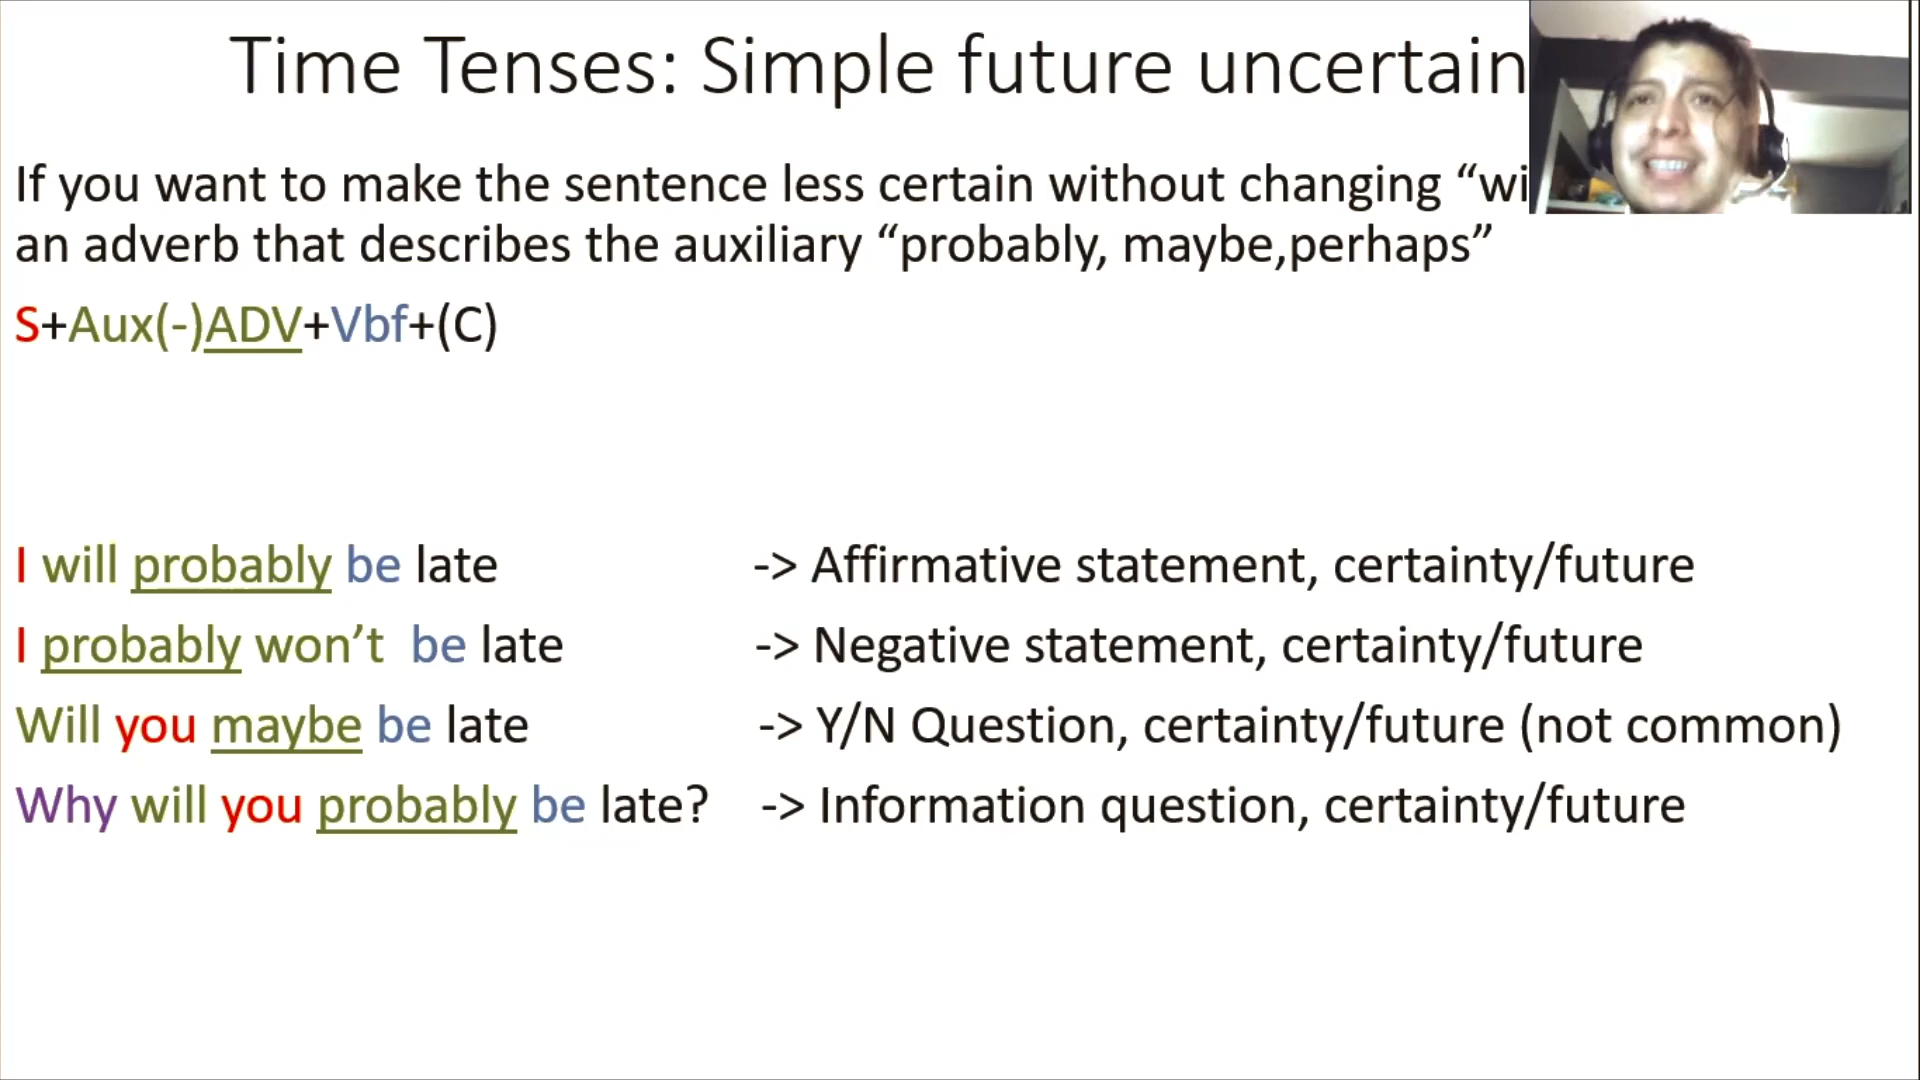 Time Tenses: Simple future uncertain
If you want to make the sentence less certain without changing “wi
an adverb that describes the auxiliary “probably, maybe,perhaps”
S+Aux(-)ADV+Vbf+(C)
I will probably be late -> Affirmative statement, certainty/future
I probably won’t be late -> Negative statement, certainty/future
Will you maybe be late -> Y/N Question, certainty/future (not common)
Why will you probably be late? -> Information question, certainty/future